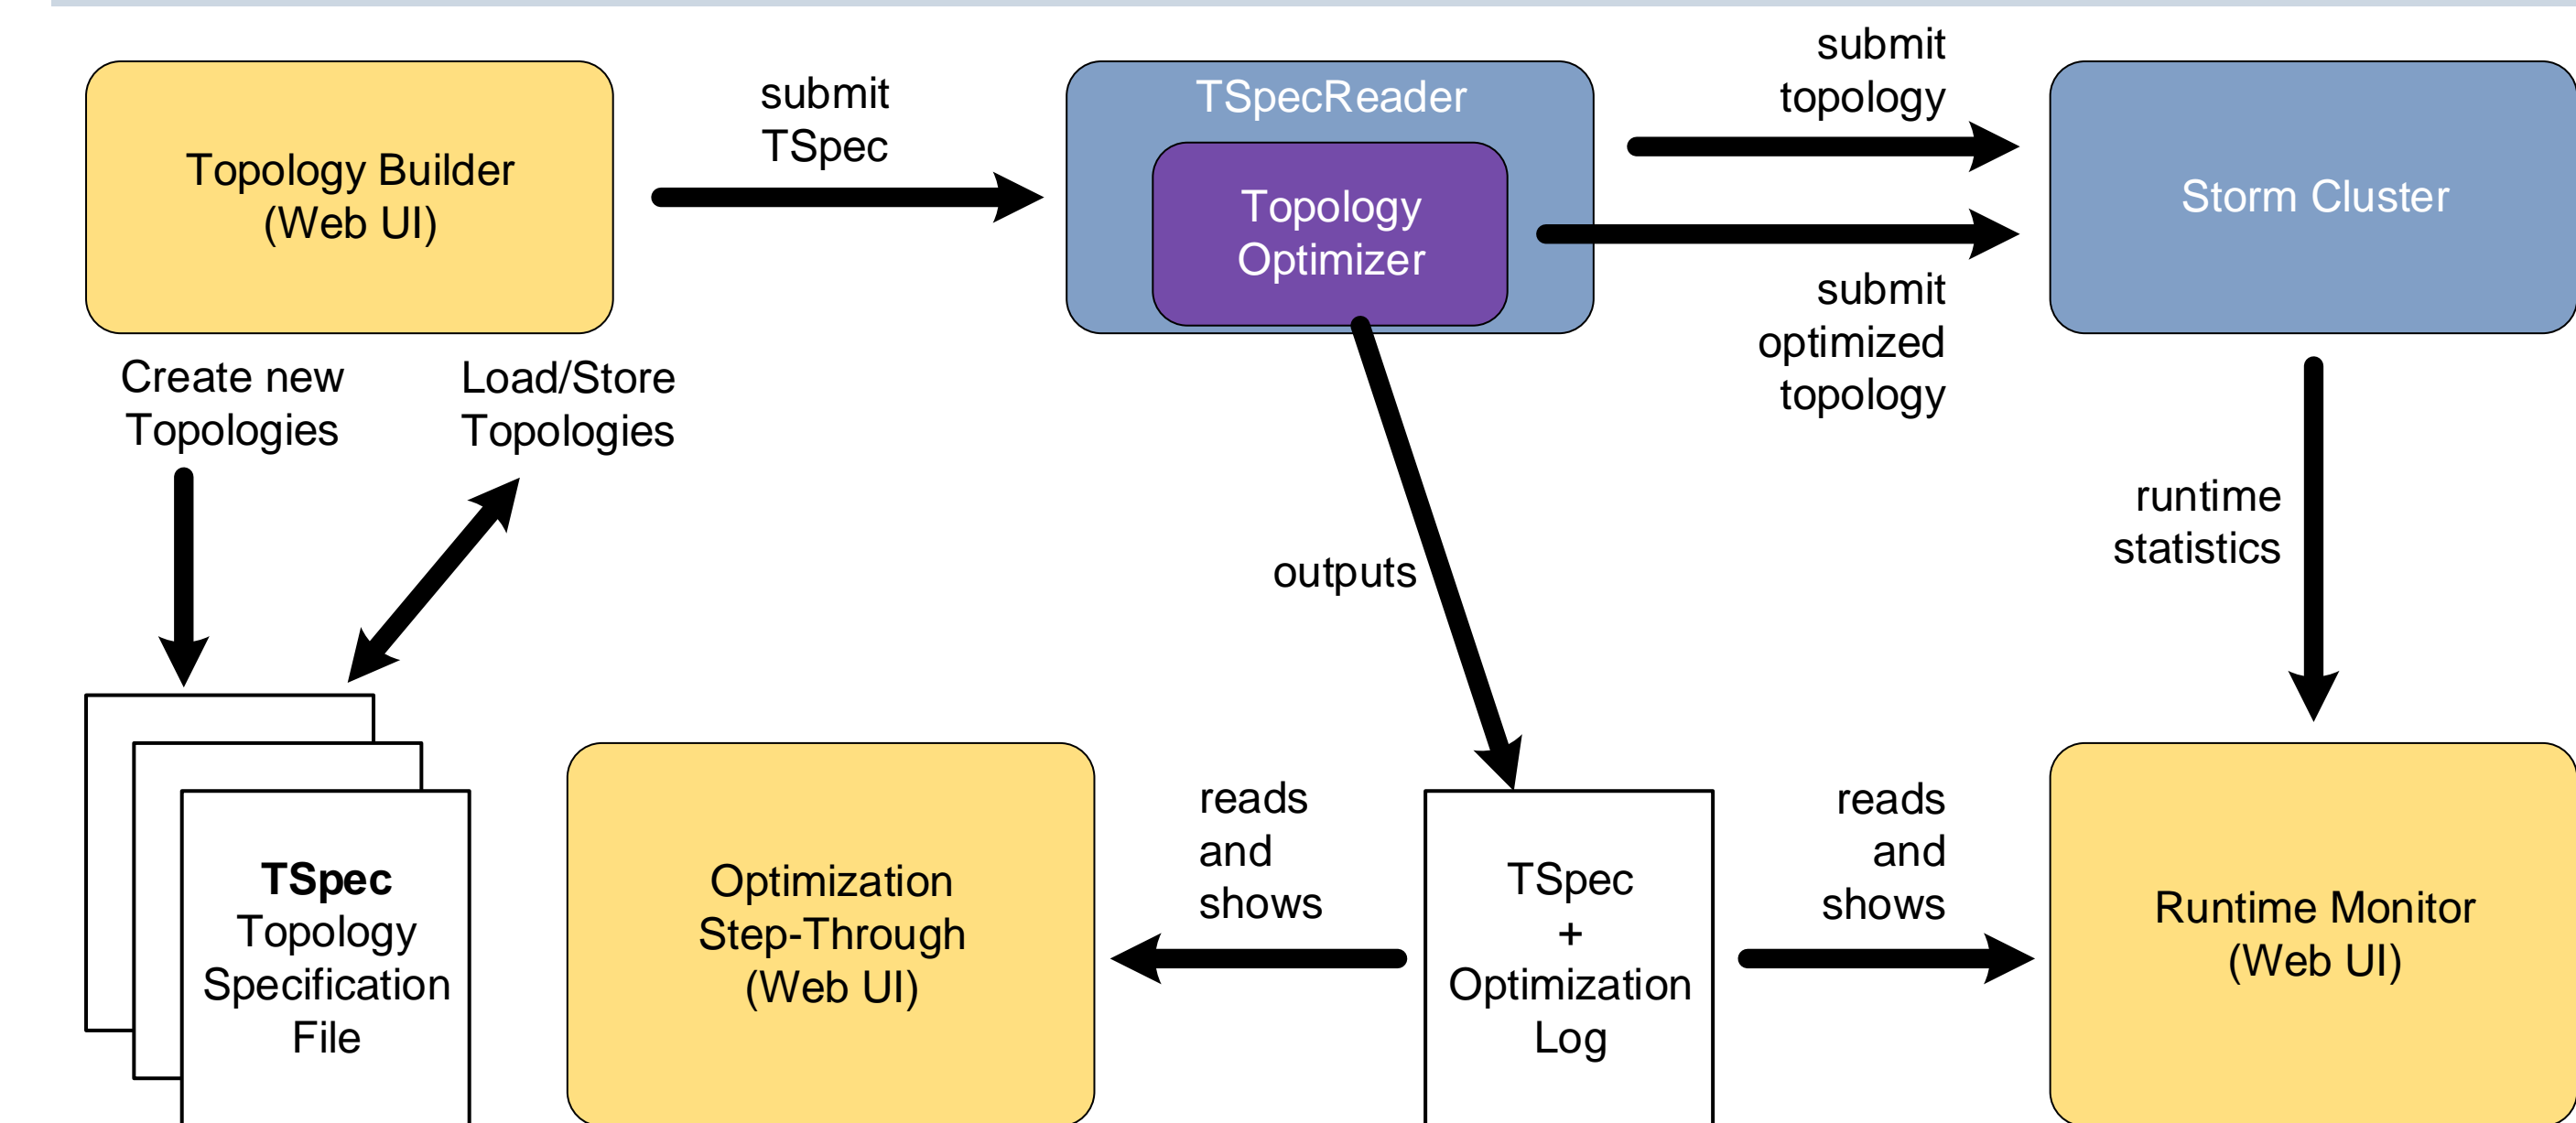 Topology Builder
(Web UI)
submit
TSpec
TSpecReader
Topology
Optimizer
submit
topology
submit
optimized
topology
Storm Cluster
Create new
Topologies
Load/Store
Topologies
outputs
runtime
statistics
TSpec
Topology
Specification
File
Optimization
Step-Through
(Web UI)
reads
and
shows
TSpec
+
Optimization
Log
reads
and
shows
Runtime Monitor
(Web UI)